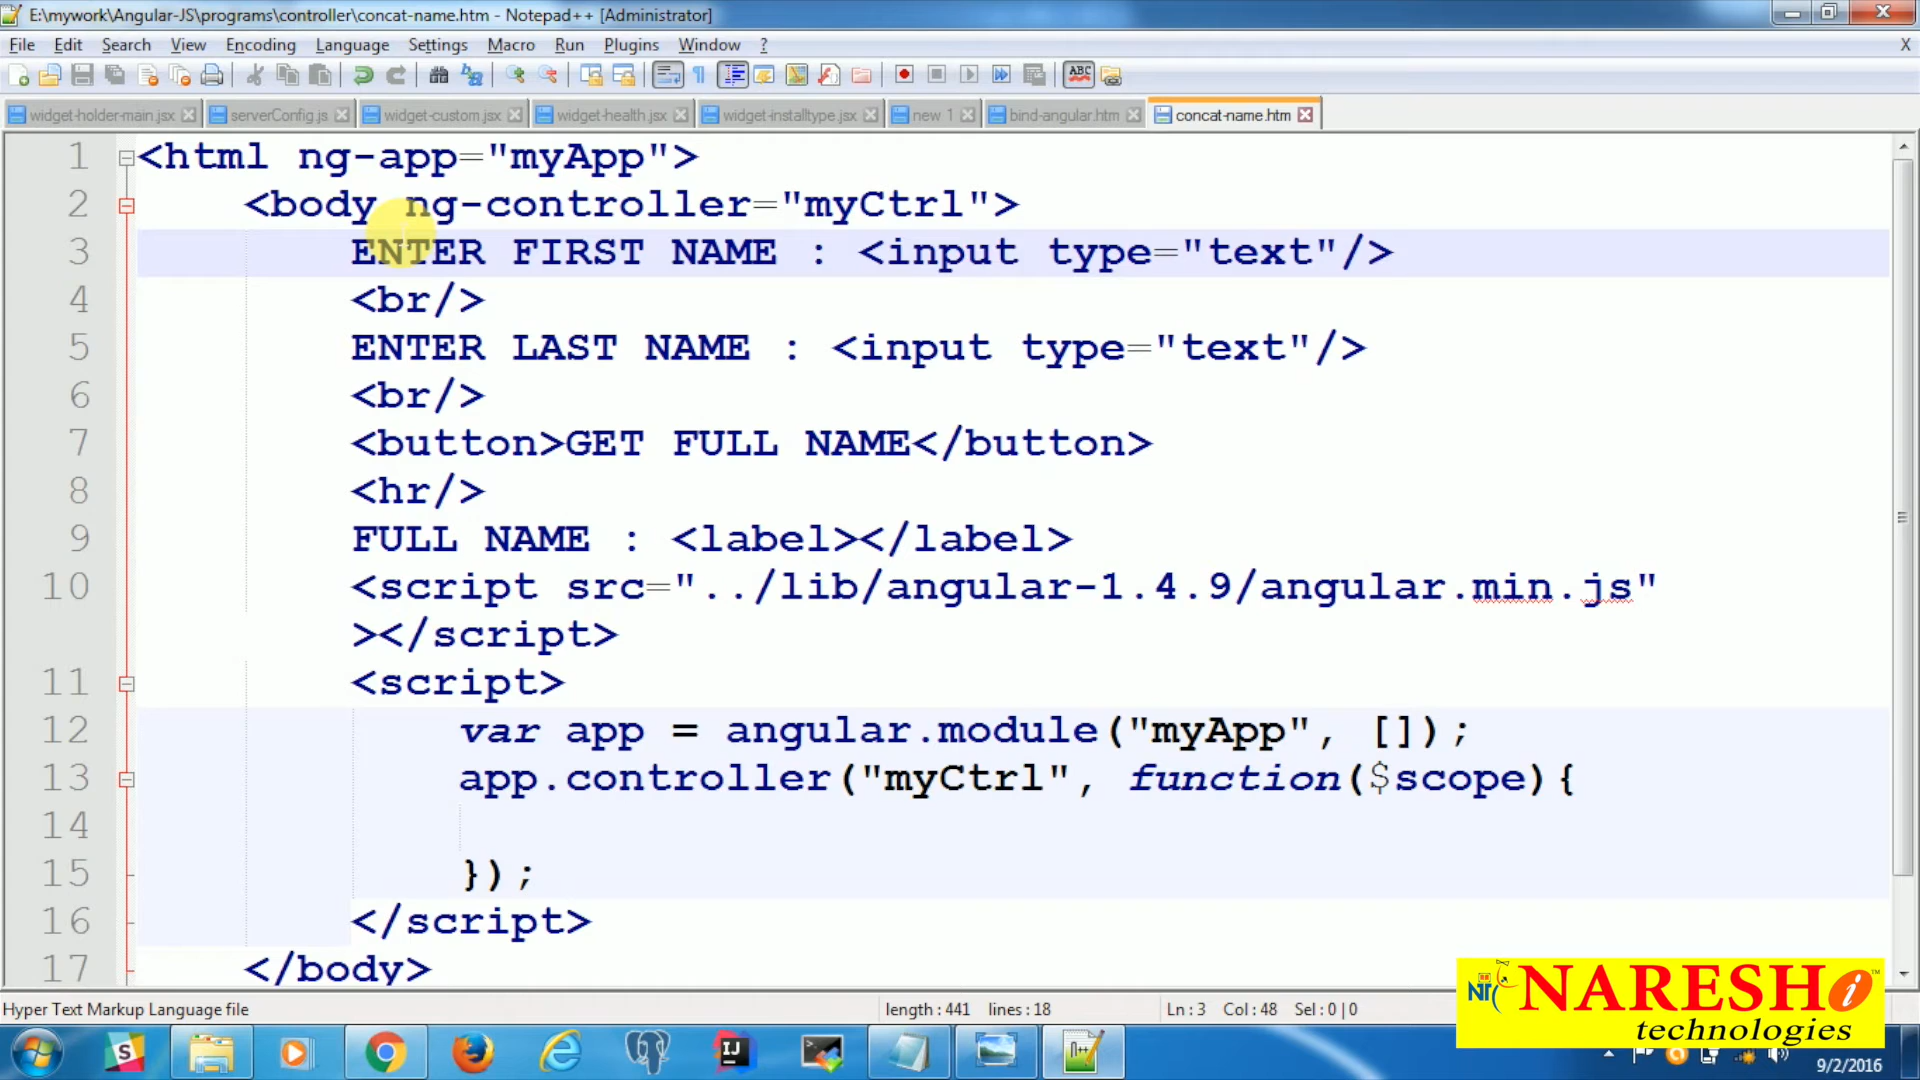 E:\mywork\Angular-JS\programs\controller\concat-name.htm - Notepad++ [Administrator]
File Edit Search View Encoding Language Settings Macro Run Plugins Window ? X
widget-holder-main.jsx serverConfig.js widget-custom.jsx widget-health.jsx widget-installtype.jsx new 1 bind-angular.htm concat-name.htm
1 <html ng-app="myApp">
2 <body ng-controller="myCtrl">
3 ENTER FIRST NAME : <input type="text"/>
4 <br/>
5 ENTER LAST NAME : <input type="text"/>
6 <br/>
7 <button>GET FULL NAME</button>
8 <hr/>
9 FULL NAME : <label></label>
10 <script src="../lib/angular-1.4.9/angular.min.js"
></script>
11 <script>
12 var app = angular.module("myApp", []);
13 app.controller("myCtrl", function($scope){
14
15 });
16 </script>
17 </body>
NARESH i
technologies
Hyper Text Markup Language file length : 441 lines : 18 Ln : 3 Col : 48 Sel : 0 | 0
9/2/2016